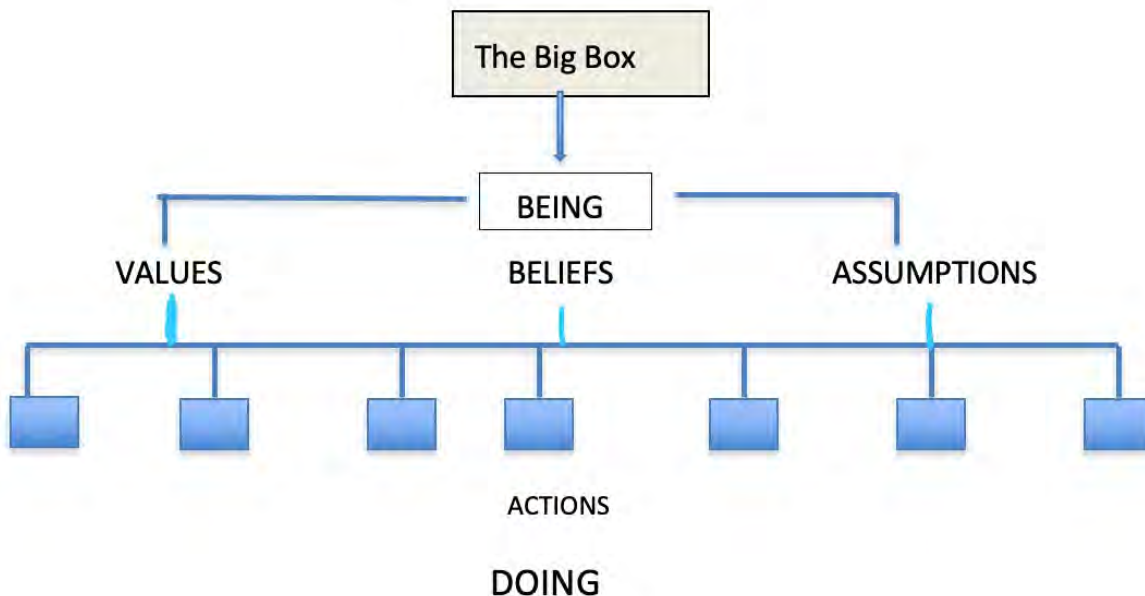 The Big Box
BEING
VALUES BELIEFS ASSUMPTIONS
ACTIONS
DOING